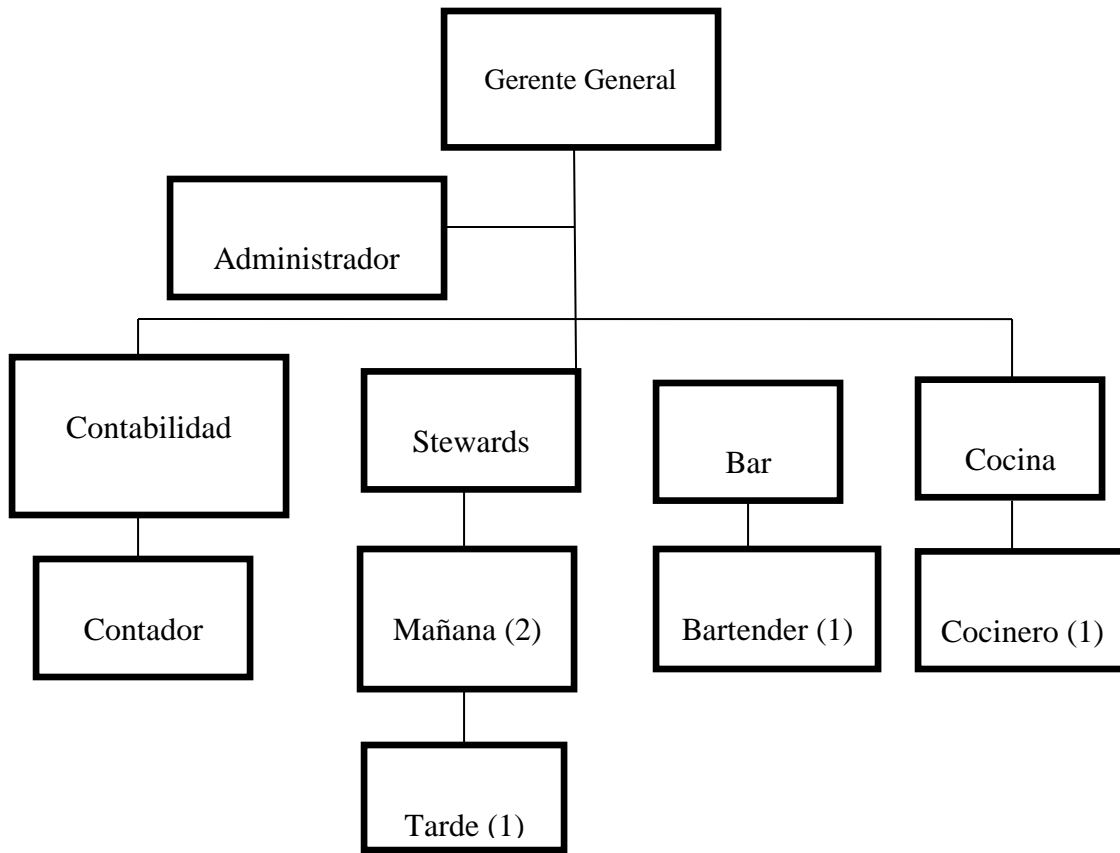 Gerente General
Administrador
Contabilidad
Stewards
Bar
Cocina
Contador
Mañana (2)
Bartender (1)
Cocinero (1)
Tarde (1)